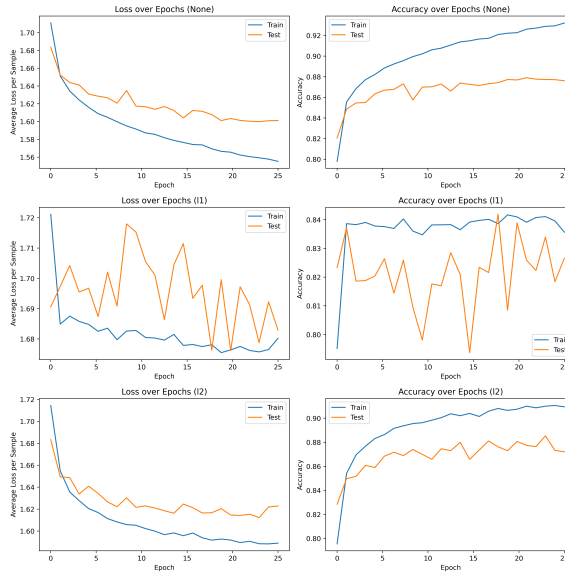 Loss over Epochs (None)
Accuracy over Epochs (None)
1.70
1.68
1.66
1.64
1.62
1.60
1.58
1.56
Average Loss per Sample
Train
Test
0 5 10 15 20 25
Epoch
0.92
0.90
0.88
0.86
0.84
0.82
0.80
Accuracy
Train
Test
0 5 10 15 20 25
Epoch
Loss over Epochs (l1)
Accuracy over Epochs (l1)
1.72
1.71
1.70
1.69
1.68
Average Loss per Sample
Train
Test
0 5 10 15 20 25
Epoch
0.84
0.83
0.82
0.81
0.80
Accuracy
Train
Test
0 5 10 15 20 25
Epoch
Loss over Epochs (l2)
Accuracy over Epochs (l2)
1.72
1.70
1.68
1.66
1.64
1.62
1.60
Average Loss per Sample
Train
Test
0 5 10 15 20 25
Epoch
0.90
0.88
0.86
0.84
0.82
0.80
Accuracy
Train
Test
0 5 10 15 20
Epoch